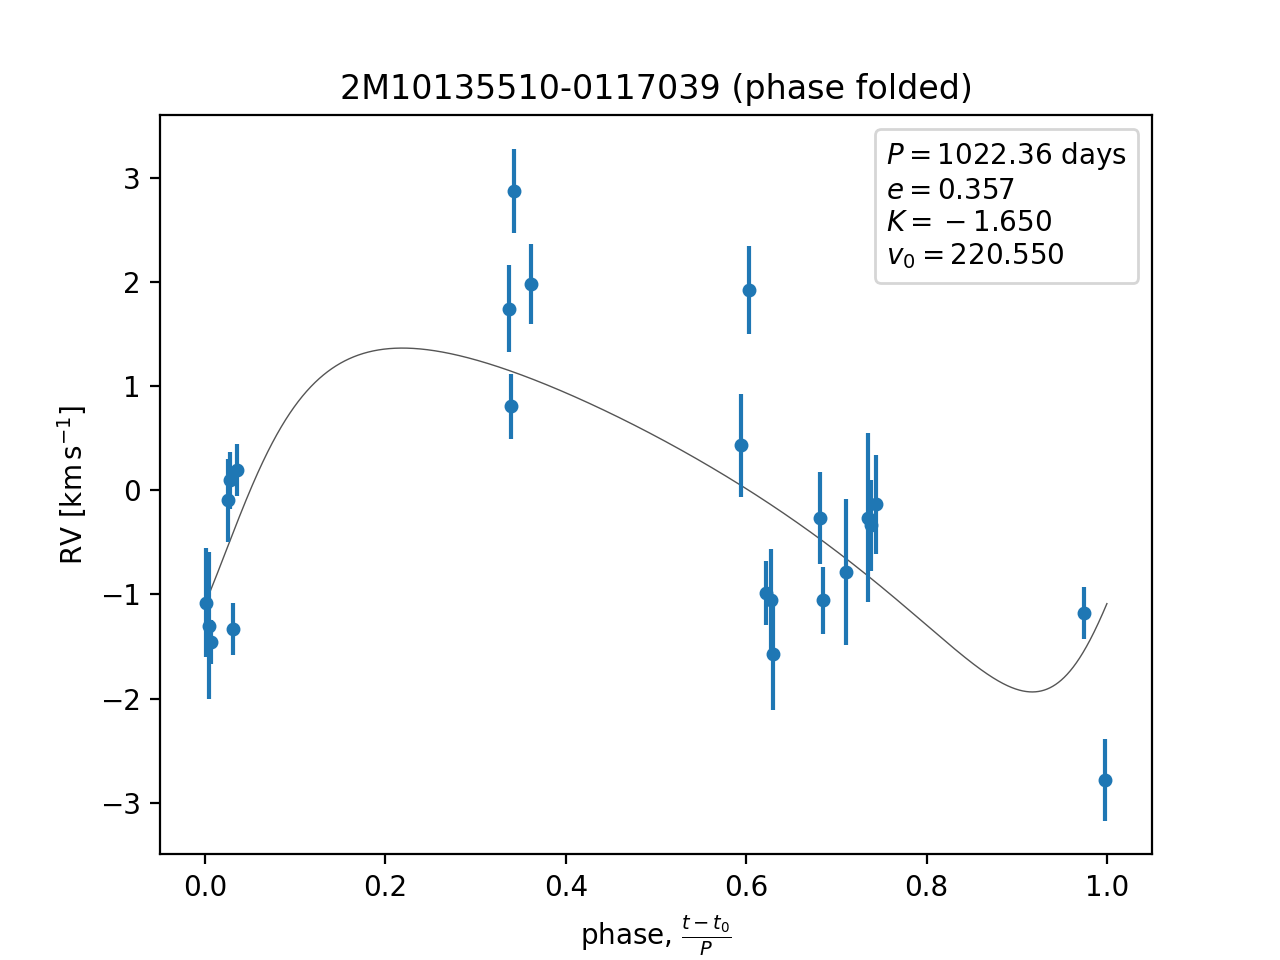 2M10135510-0117039 (phase folded)
P = 1022.36 days
e = 0.357
K = −1.650
v₀ = 220.550
3
2
1
0
−1
−2
−3
RV [km s⁻¹]
0.0 0.2 0.4 0.6 0.8 1.0
phase, (t − t₀)/P